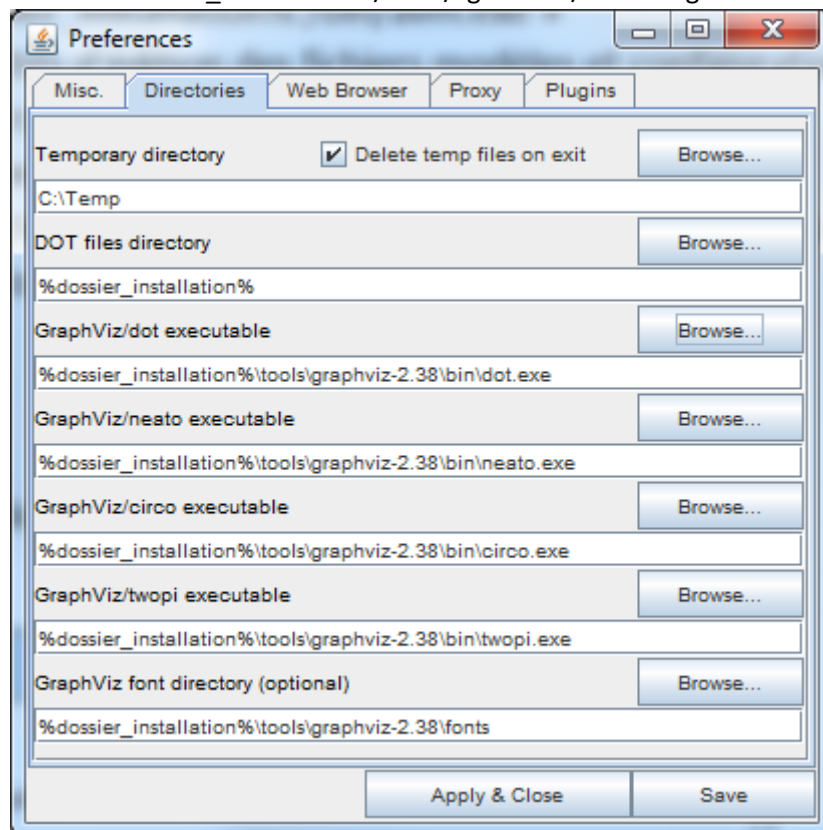 Preferences
Misc. Directories Web Browser Proxy Plugins
Temporary directory Delete temp files on exit Browse...
C:\Temp
DOT files directory Browse...
%dossier_installation%
GraphViz/dot executable Browse...
%dossier_installation%\tools\graphviz-2.38\bin\dot.exe
GraphViz/neato executable Browse...
%dossier_installation%\tools\graphviz-2.38\bin\neato.exe
GraphViz/circo executable Browse...
%dossier_installation%\tools\graphviz-2.38\bin\circo.exe
GraphViz/twopi executable Browse...
%dossier_installation%\tools\graphviz-2.38\bin\twopi.exe
GraphViz font directory (optional) Browse...
%dossier_installation%\tools\graphviz-2.38\fonts
Apply & Close Save